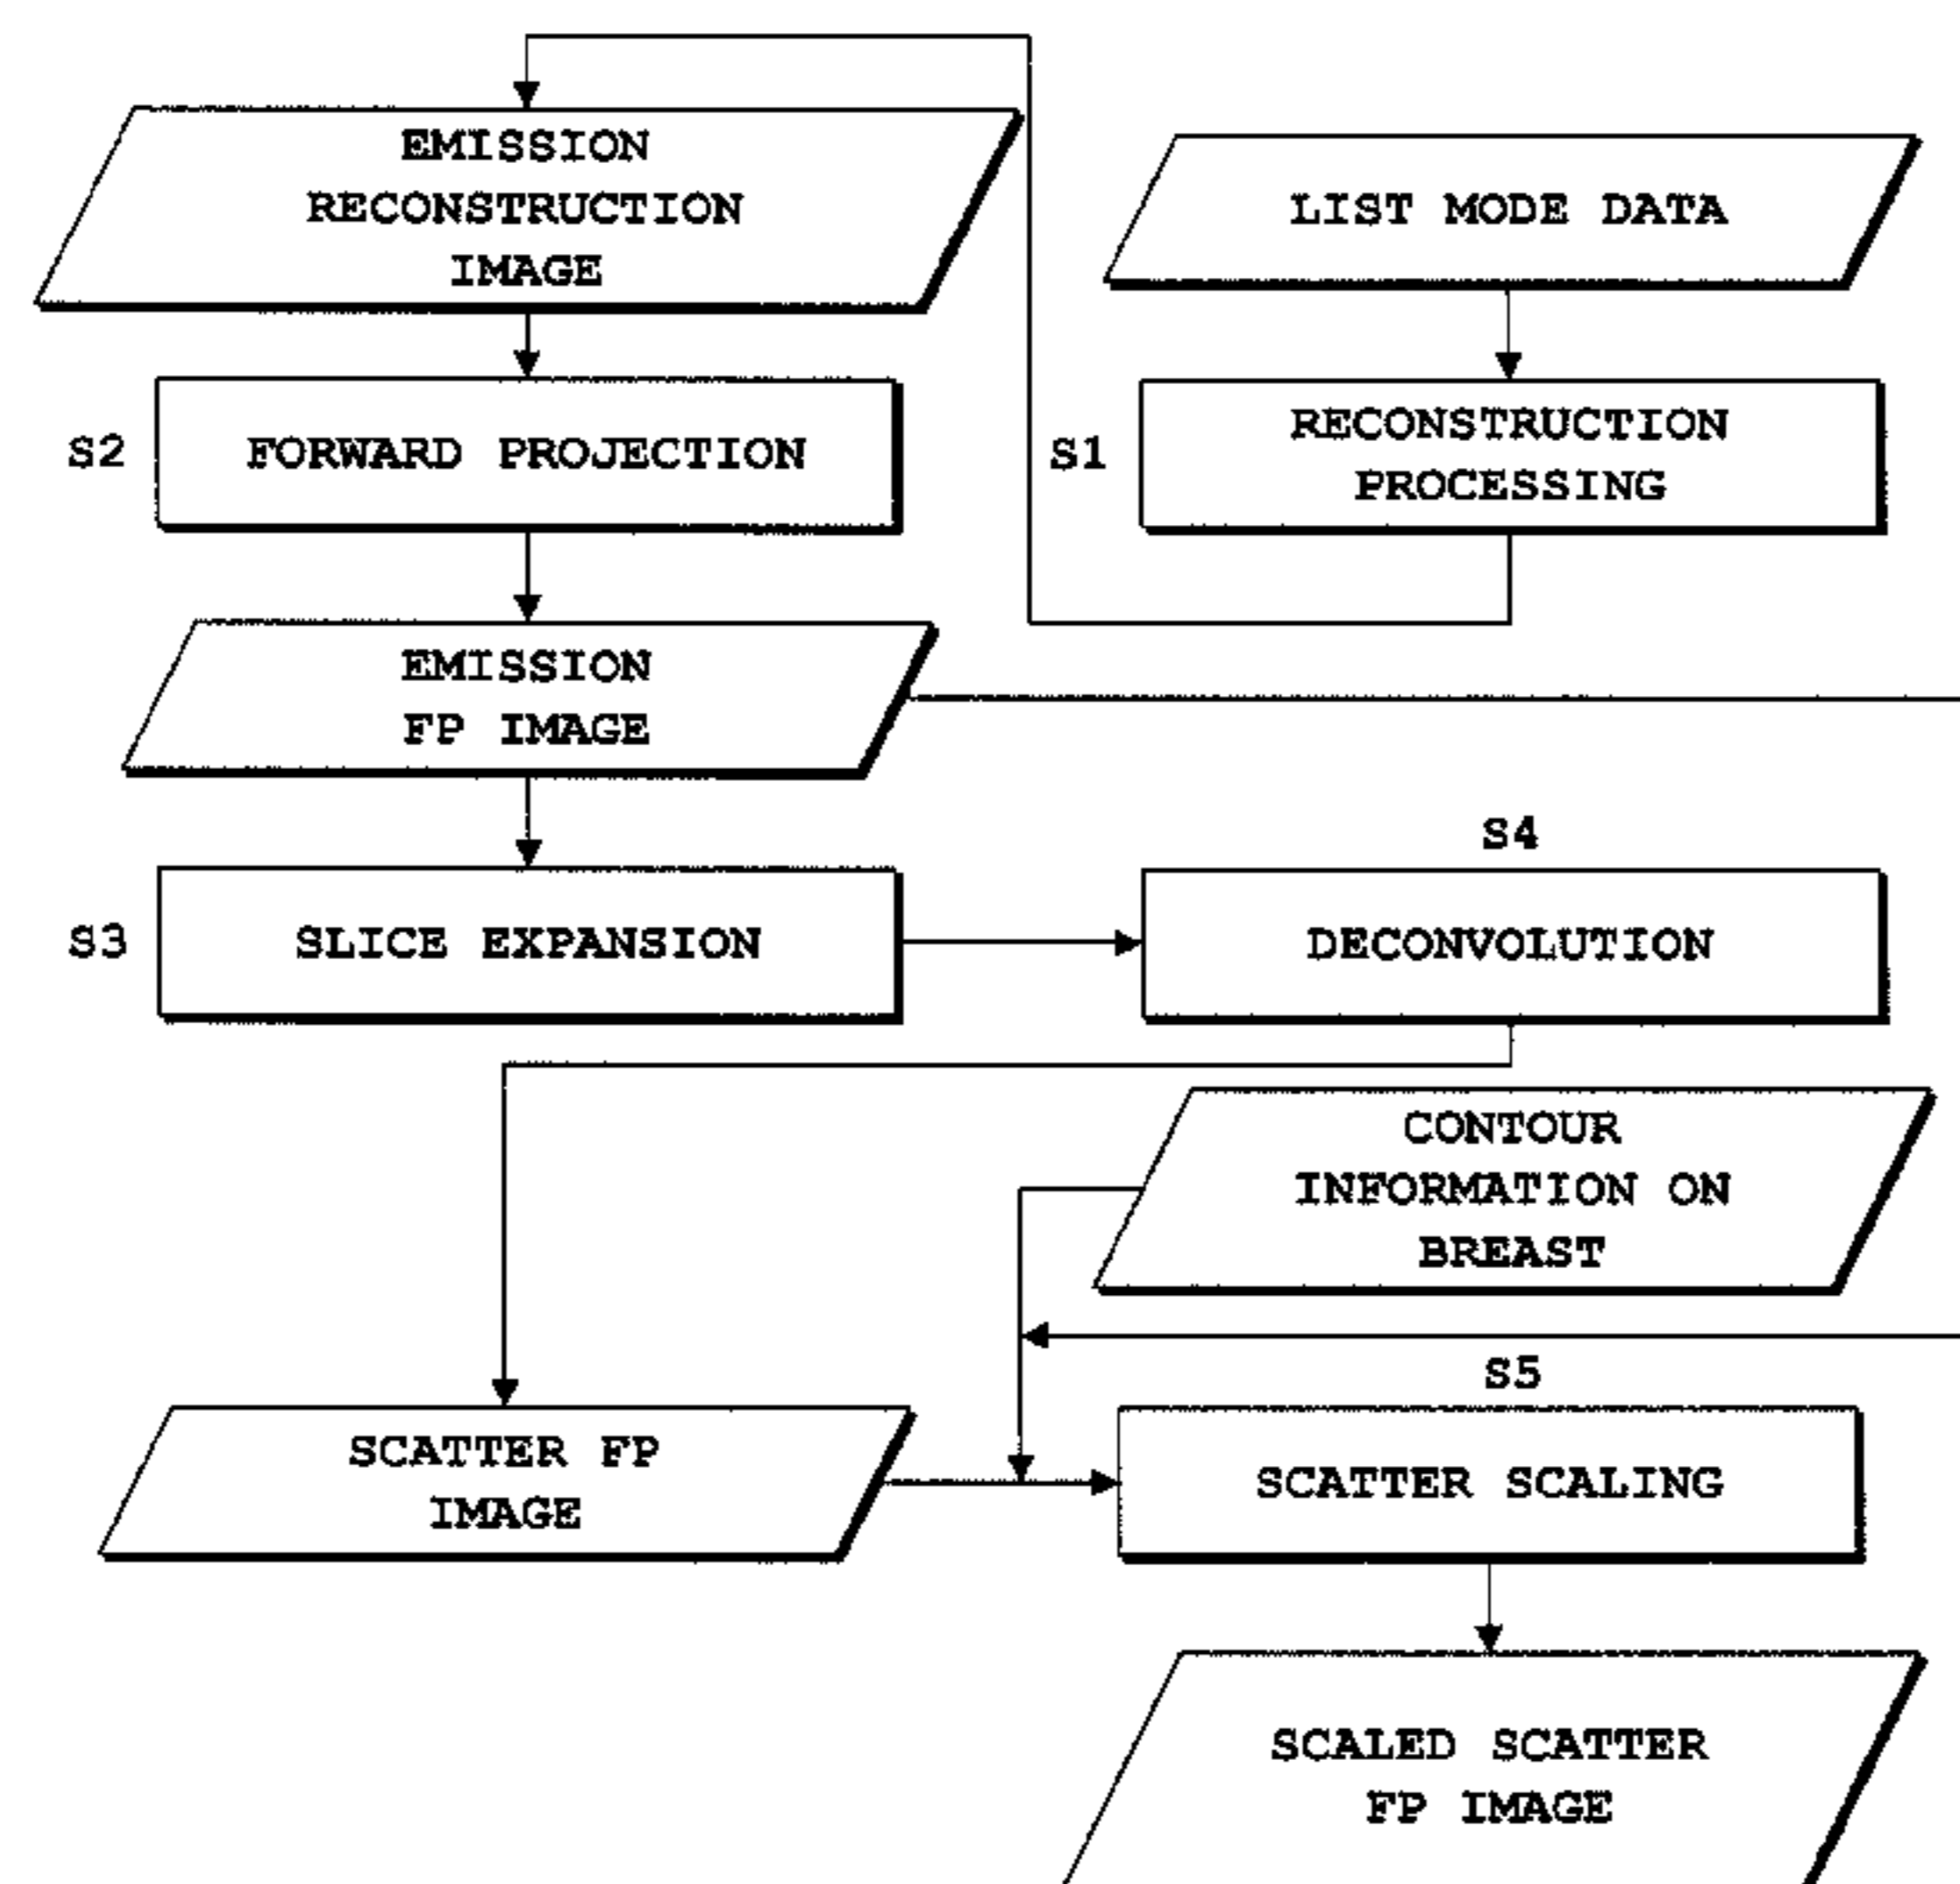 EMISSION
RECONSTRUCTION
IMAGE
LIST MODE DATA
S2
FORWARD PROJECTION
S1
RECONSTRUCTION
PROCESSING
EMISSION
FP IMAGE
S3
SLICE EXPANSION
S4
DECONVOLUTION
CONTOUR
INFORMATION ON
BREAST
SCATTER FP
IMAGE
S5
SCATTER SCALING
SCALED SCATTER
FP IMAGE